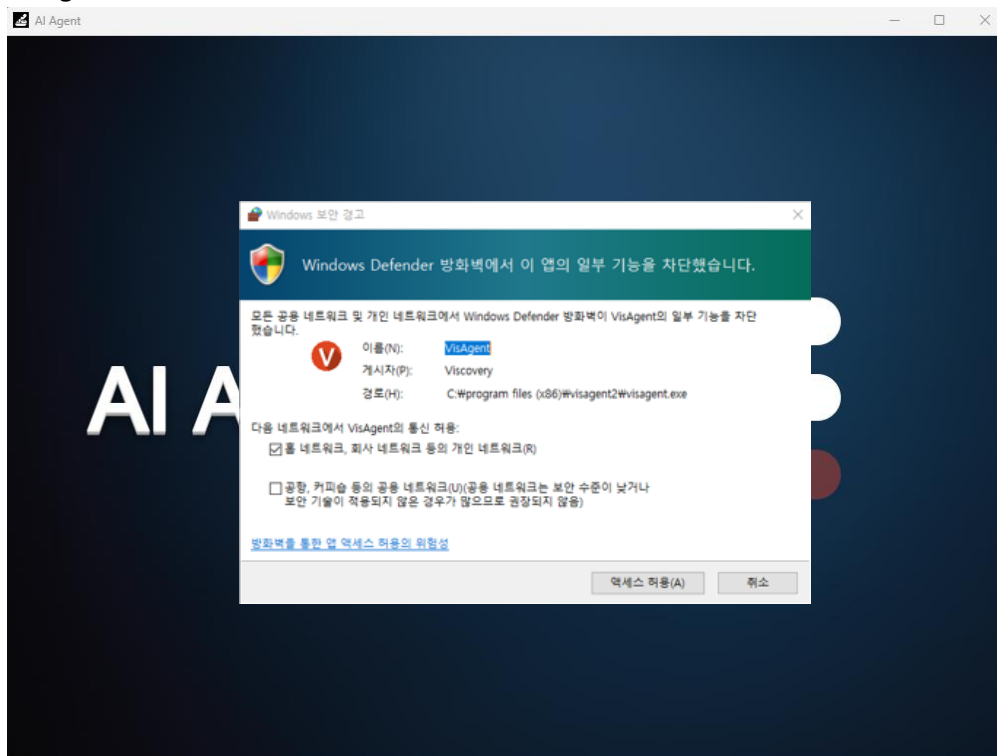 AI Agent
Windows 보안 경고
Windows Defender 방화벽에서 이 앱의 일부 기능을 차단했습니다.
모든 공용 네트워크 및 개인 네트워크에서 Windows Defender 방화벽이 VisAgent의 일부 기능을 차단
했습니다.
V
이름(N): VisAgent
게시자(P): Viscovery
경로(H): C:₩program files (x86)₩visagent2₩visagent.exe
AI A
다음 네트워크에서 VisAgent의 통신 허용:
홈 네트워크, 회사 네트워크 등의 개인 네트워크(R)
공항, 커피숍 등의 공용 네트워크(U)(공용 네트워크는 보안 수준이 낮거나
보안 기술이 적용되지 않은 경우가 많으므로 권장되지 않음)
방화벽을 통한 앱 액세스 허용의 위험성
액세스 허용(A) 취소